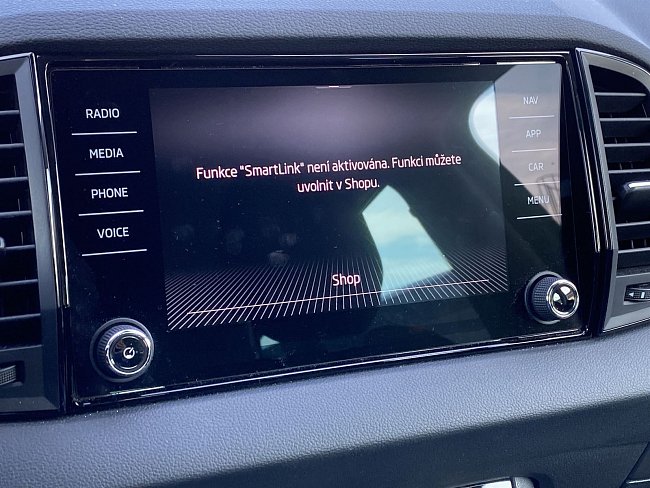 RADIO
MEDIA
PHONE
VOICE
Funkce "SmartLink" není aktivována. Funkci můžete
uvolnit v Shopu.
Shop
NAV
APP
CAR
MENU